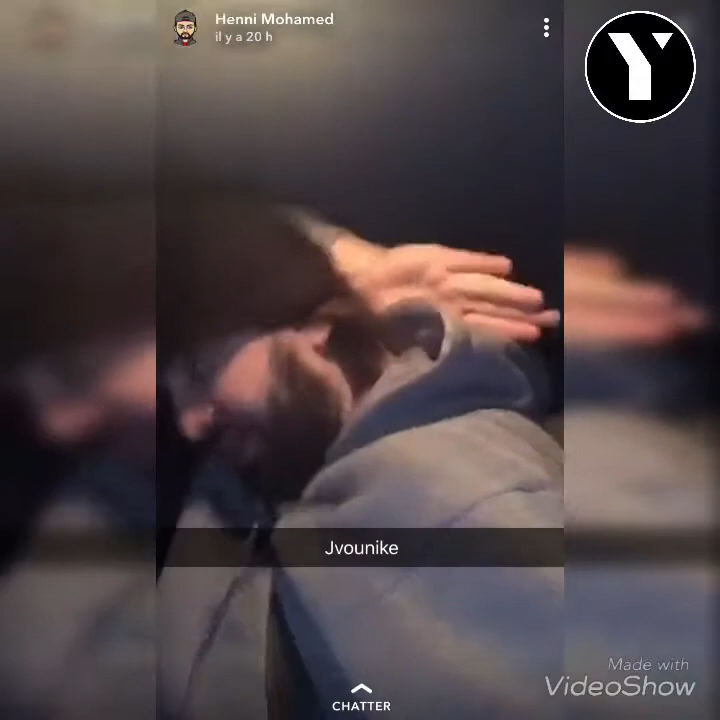 Henni Mohamed
il y a 20 h
Y
Jvounike
Made with
VideoShow
CHATTER